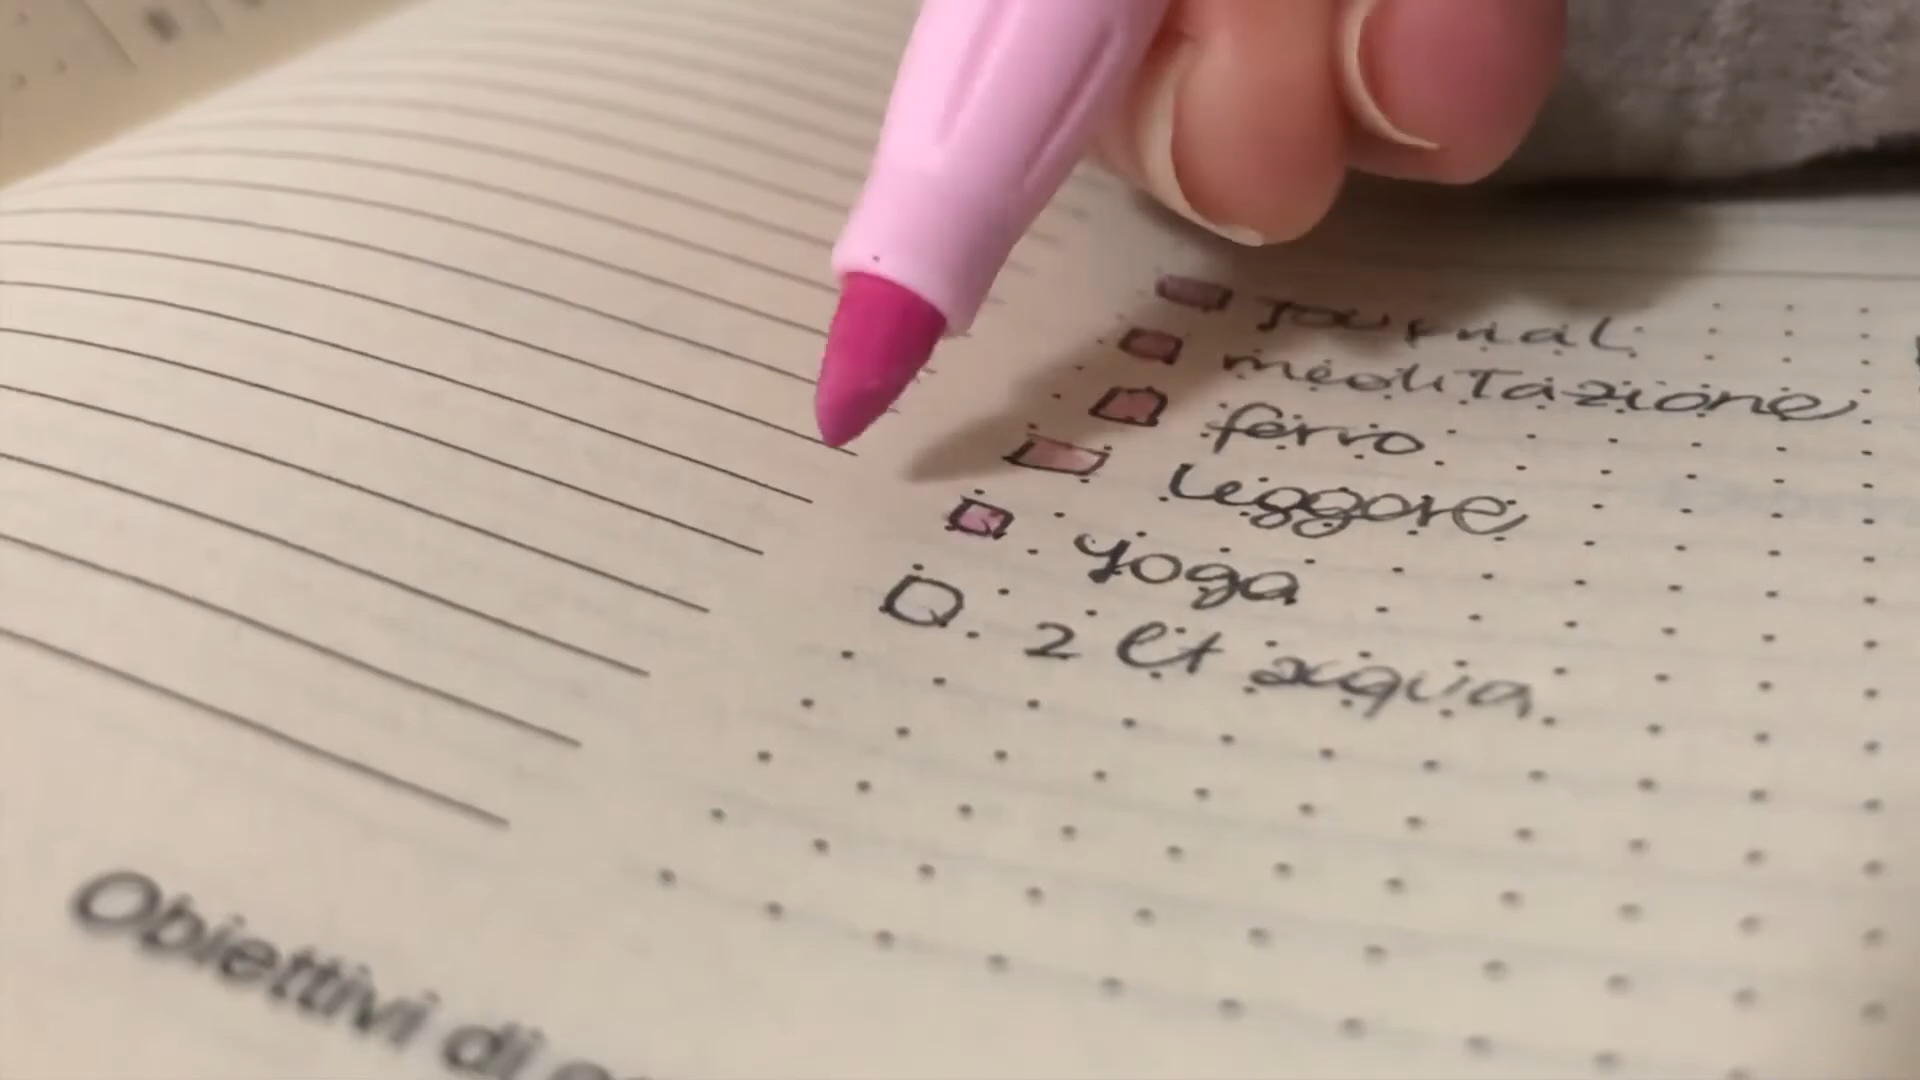 Journal
meditazione
ferro
leggere
yoga
2 lt acqua
Obiettivi di